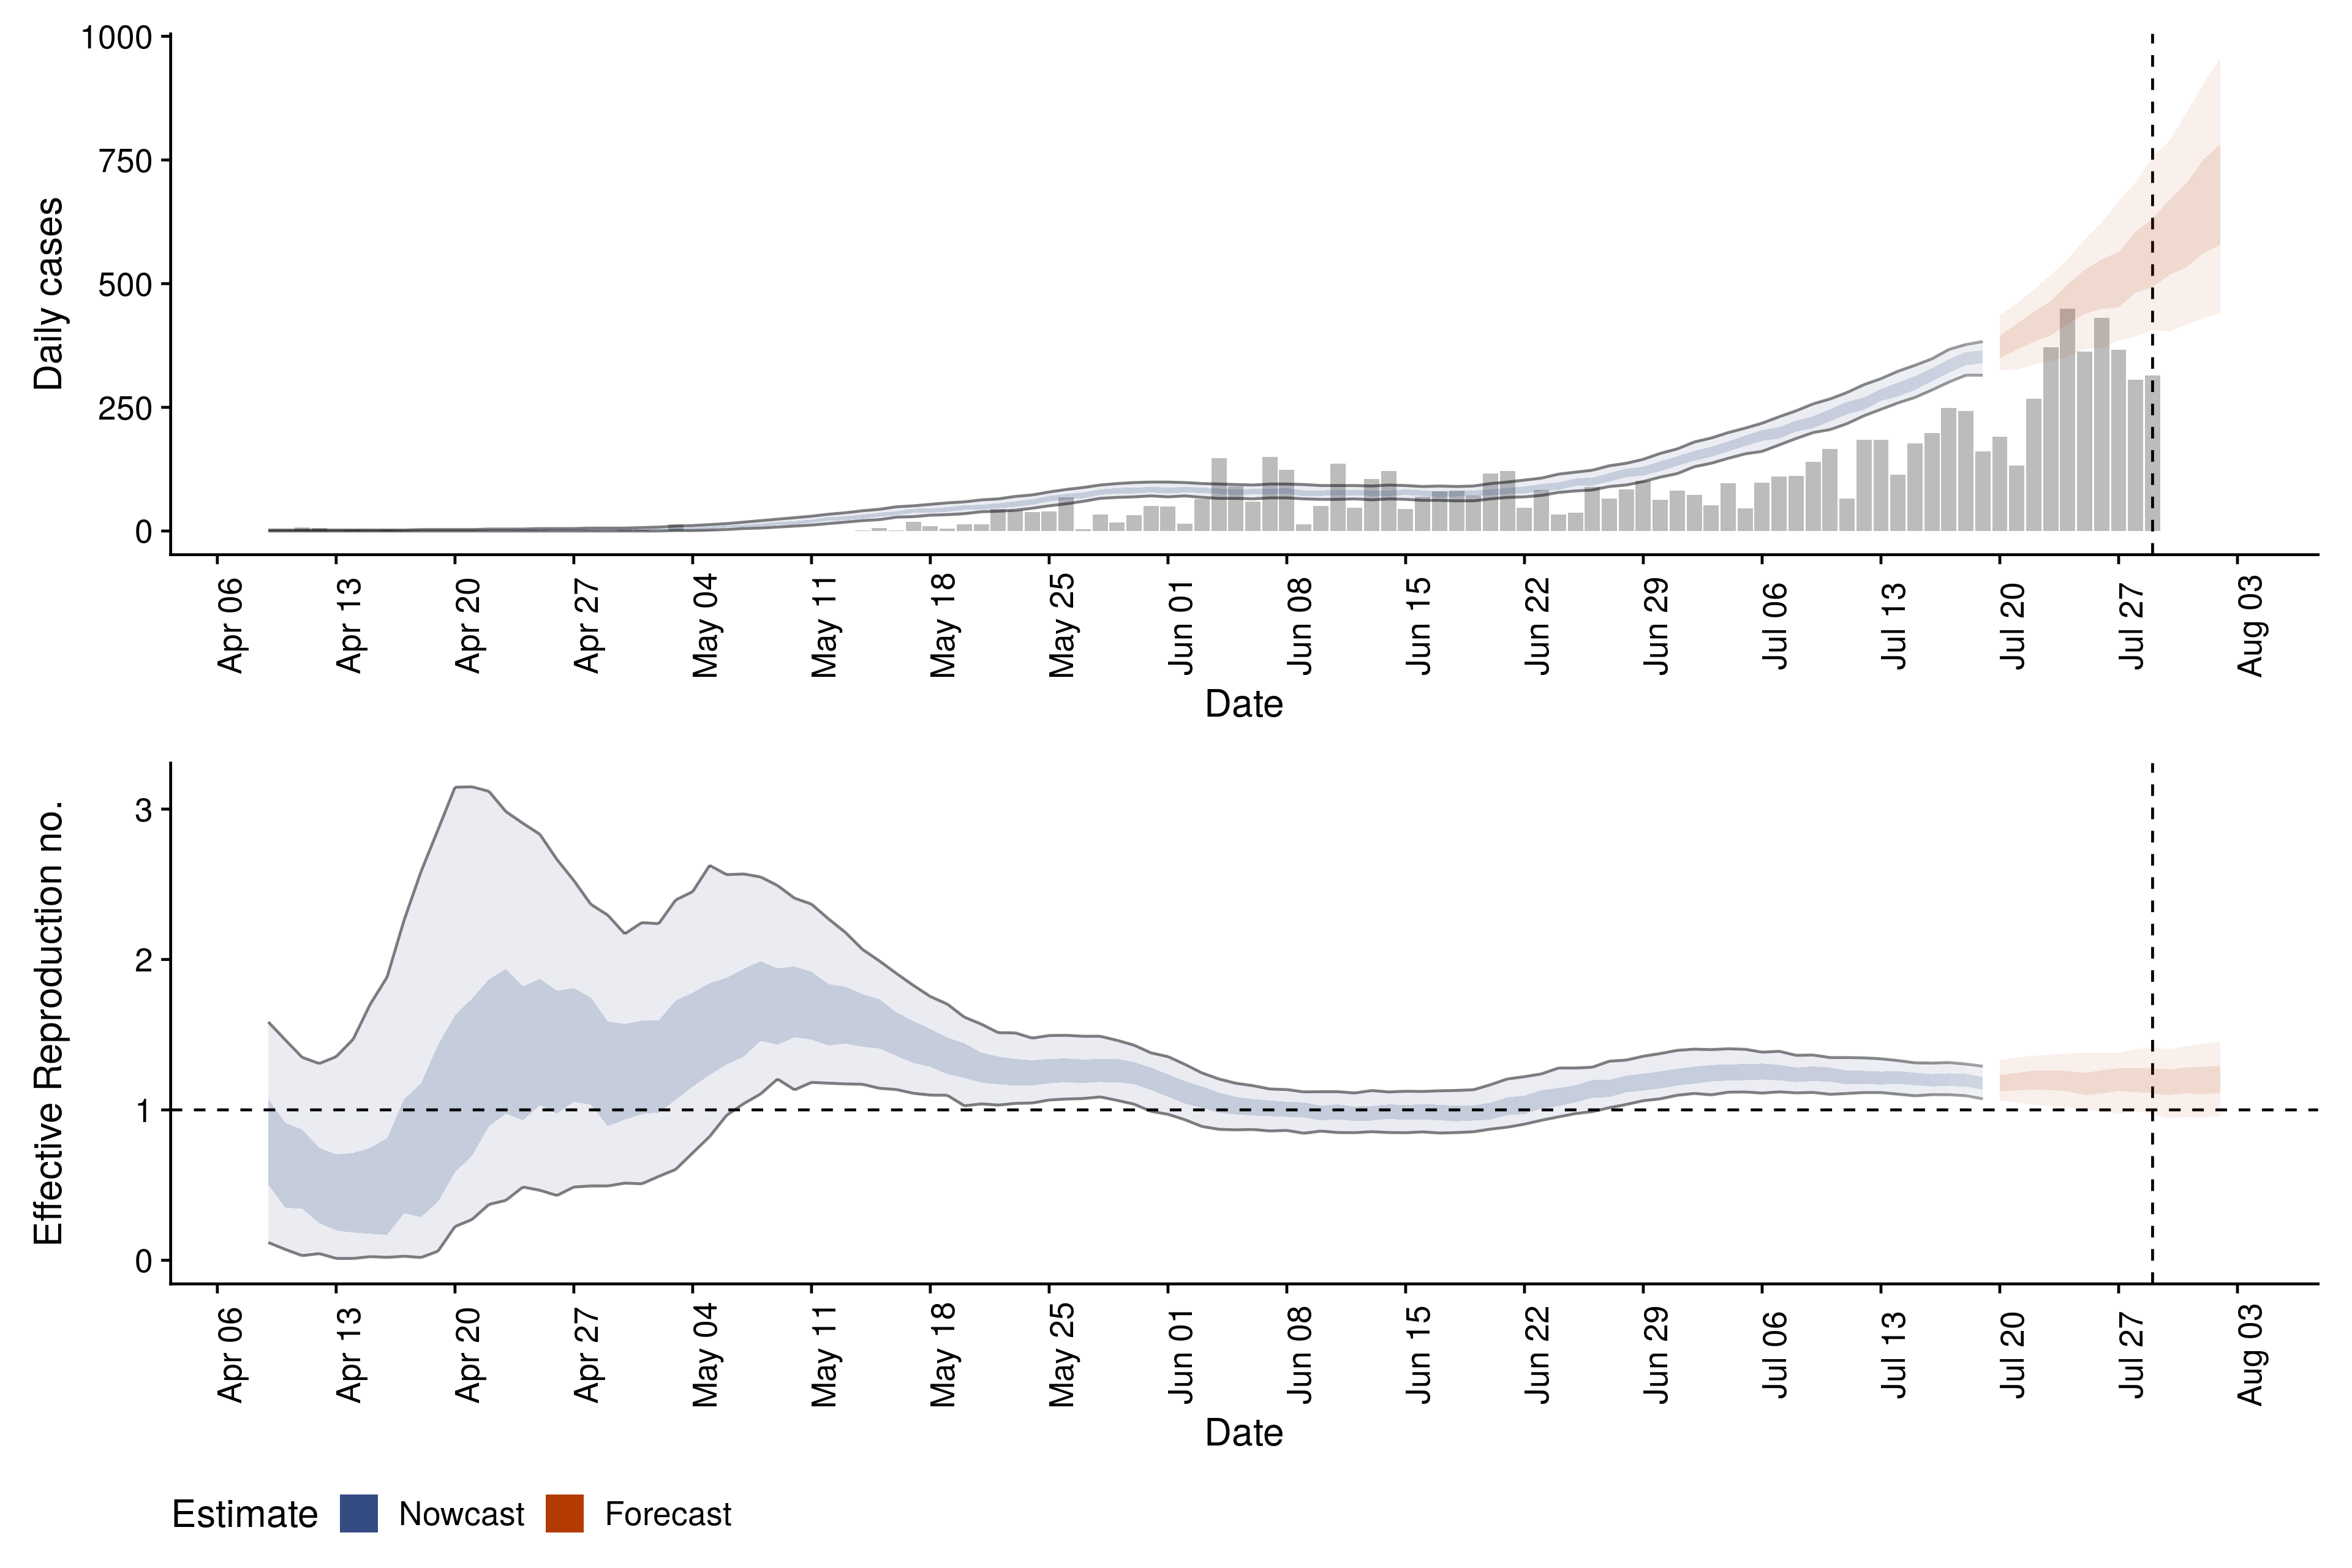 1000
750
500
250
0
Daily cases
Apr 06
Apr 13
Apr 20
Apr 27
May 04
May 11
May 18
May 25
Jun 01
Jun 08
Jun 15
Jun 22
Jun 29
Jul 06
Jul 13
Jul 20
Jul 27
Aug 03
Date
3
2
1
0
Effective Reproduction no.
Apr 06
Apr 13
Apr 20
Apr 27
May 04
May 11
May 18
May 25
Jun 01
Jun 08
Jun 15
Jun 22
Jun 29
Jul 06
Jul 13
Jul 20
Jul 27
Aug 03
Date
Estimate Nowcast Forecast